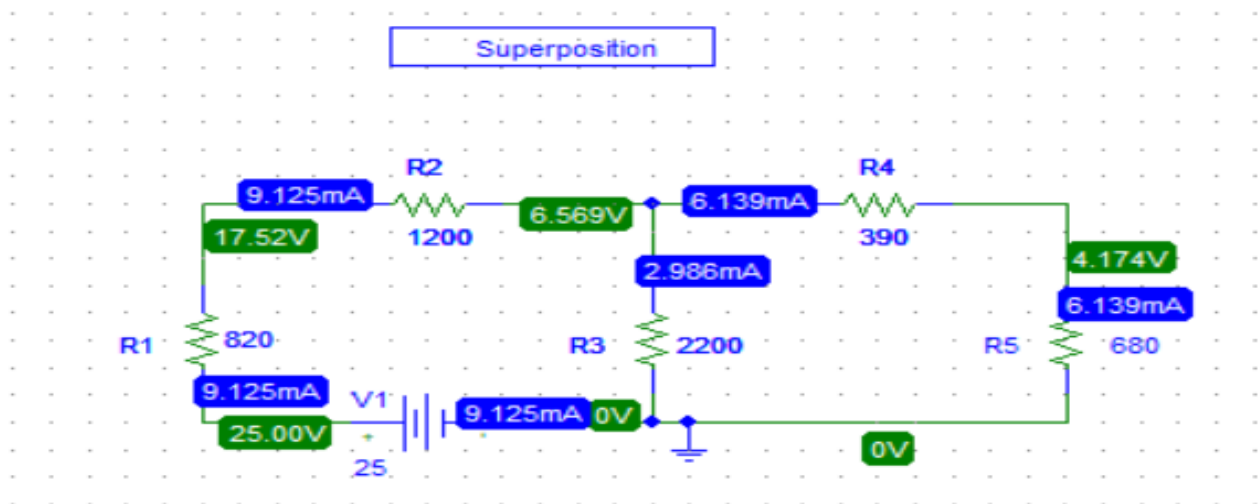 Superposition
R2
R4
9.125mA
6.569V
6.139mA
17.52V
1200
390
4.174V
2.986mA
6.139mA
R1
820
R3
2200
R5
680
9.125mA
V1
9.125mA
0V
25.00V
+
-
0V
25